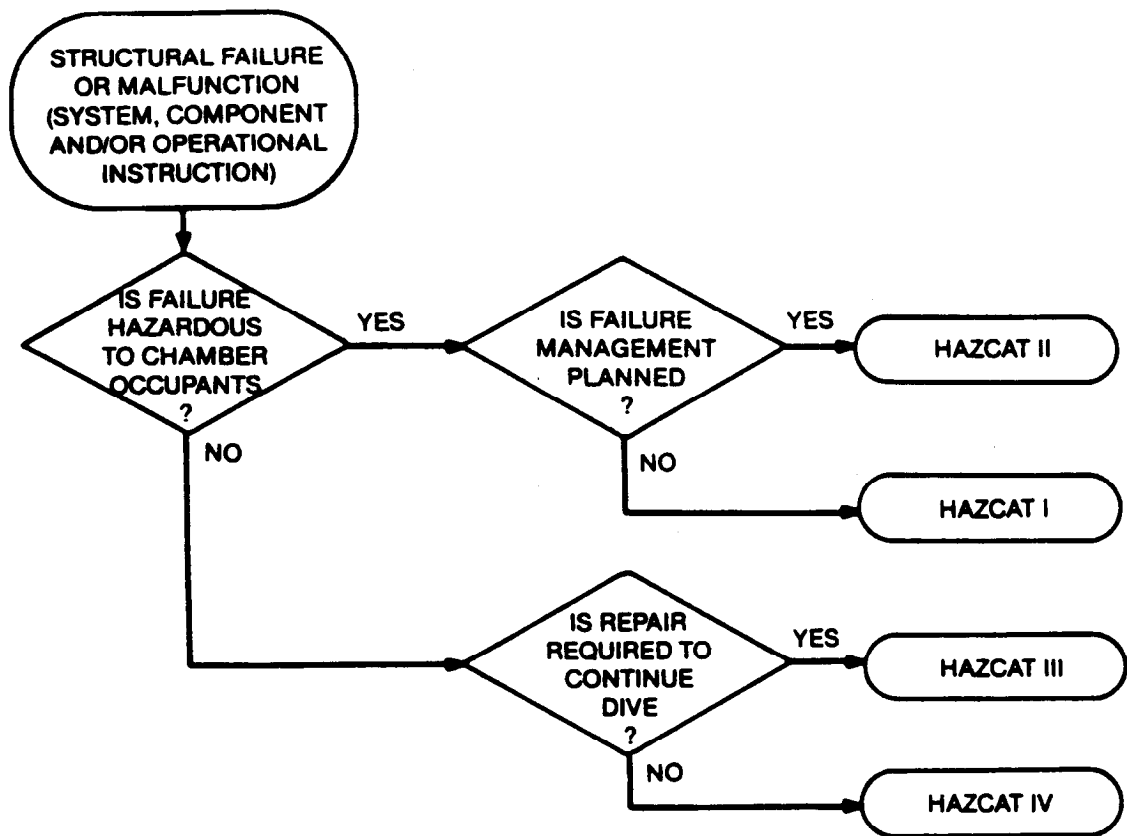 STRUCTURAL FAILURE
OR MALFUNCTION
(SYSTEM, COMPONENT
AND/OR OPERATIONAL
INSTRUCTION)
IS FAILURE
HAZARDOUS
TO CHAMBER
OCCUPANTS
?
YES
IS FAILURE
MANAGEMENT
PLANNED
?
YES
HAZCAT II
NO
NO
HAZCAT I
IS REPAIR
REQUIRED TO
CONTINUE
DIVE
?
YES
HAZCAT III
NO
HAZCAT IV